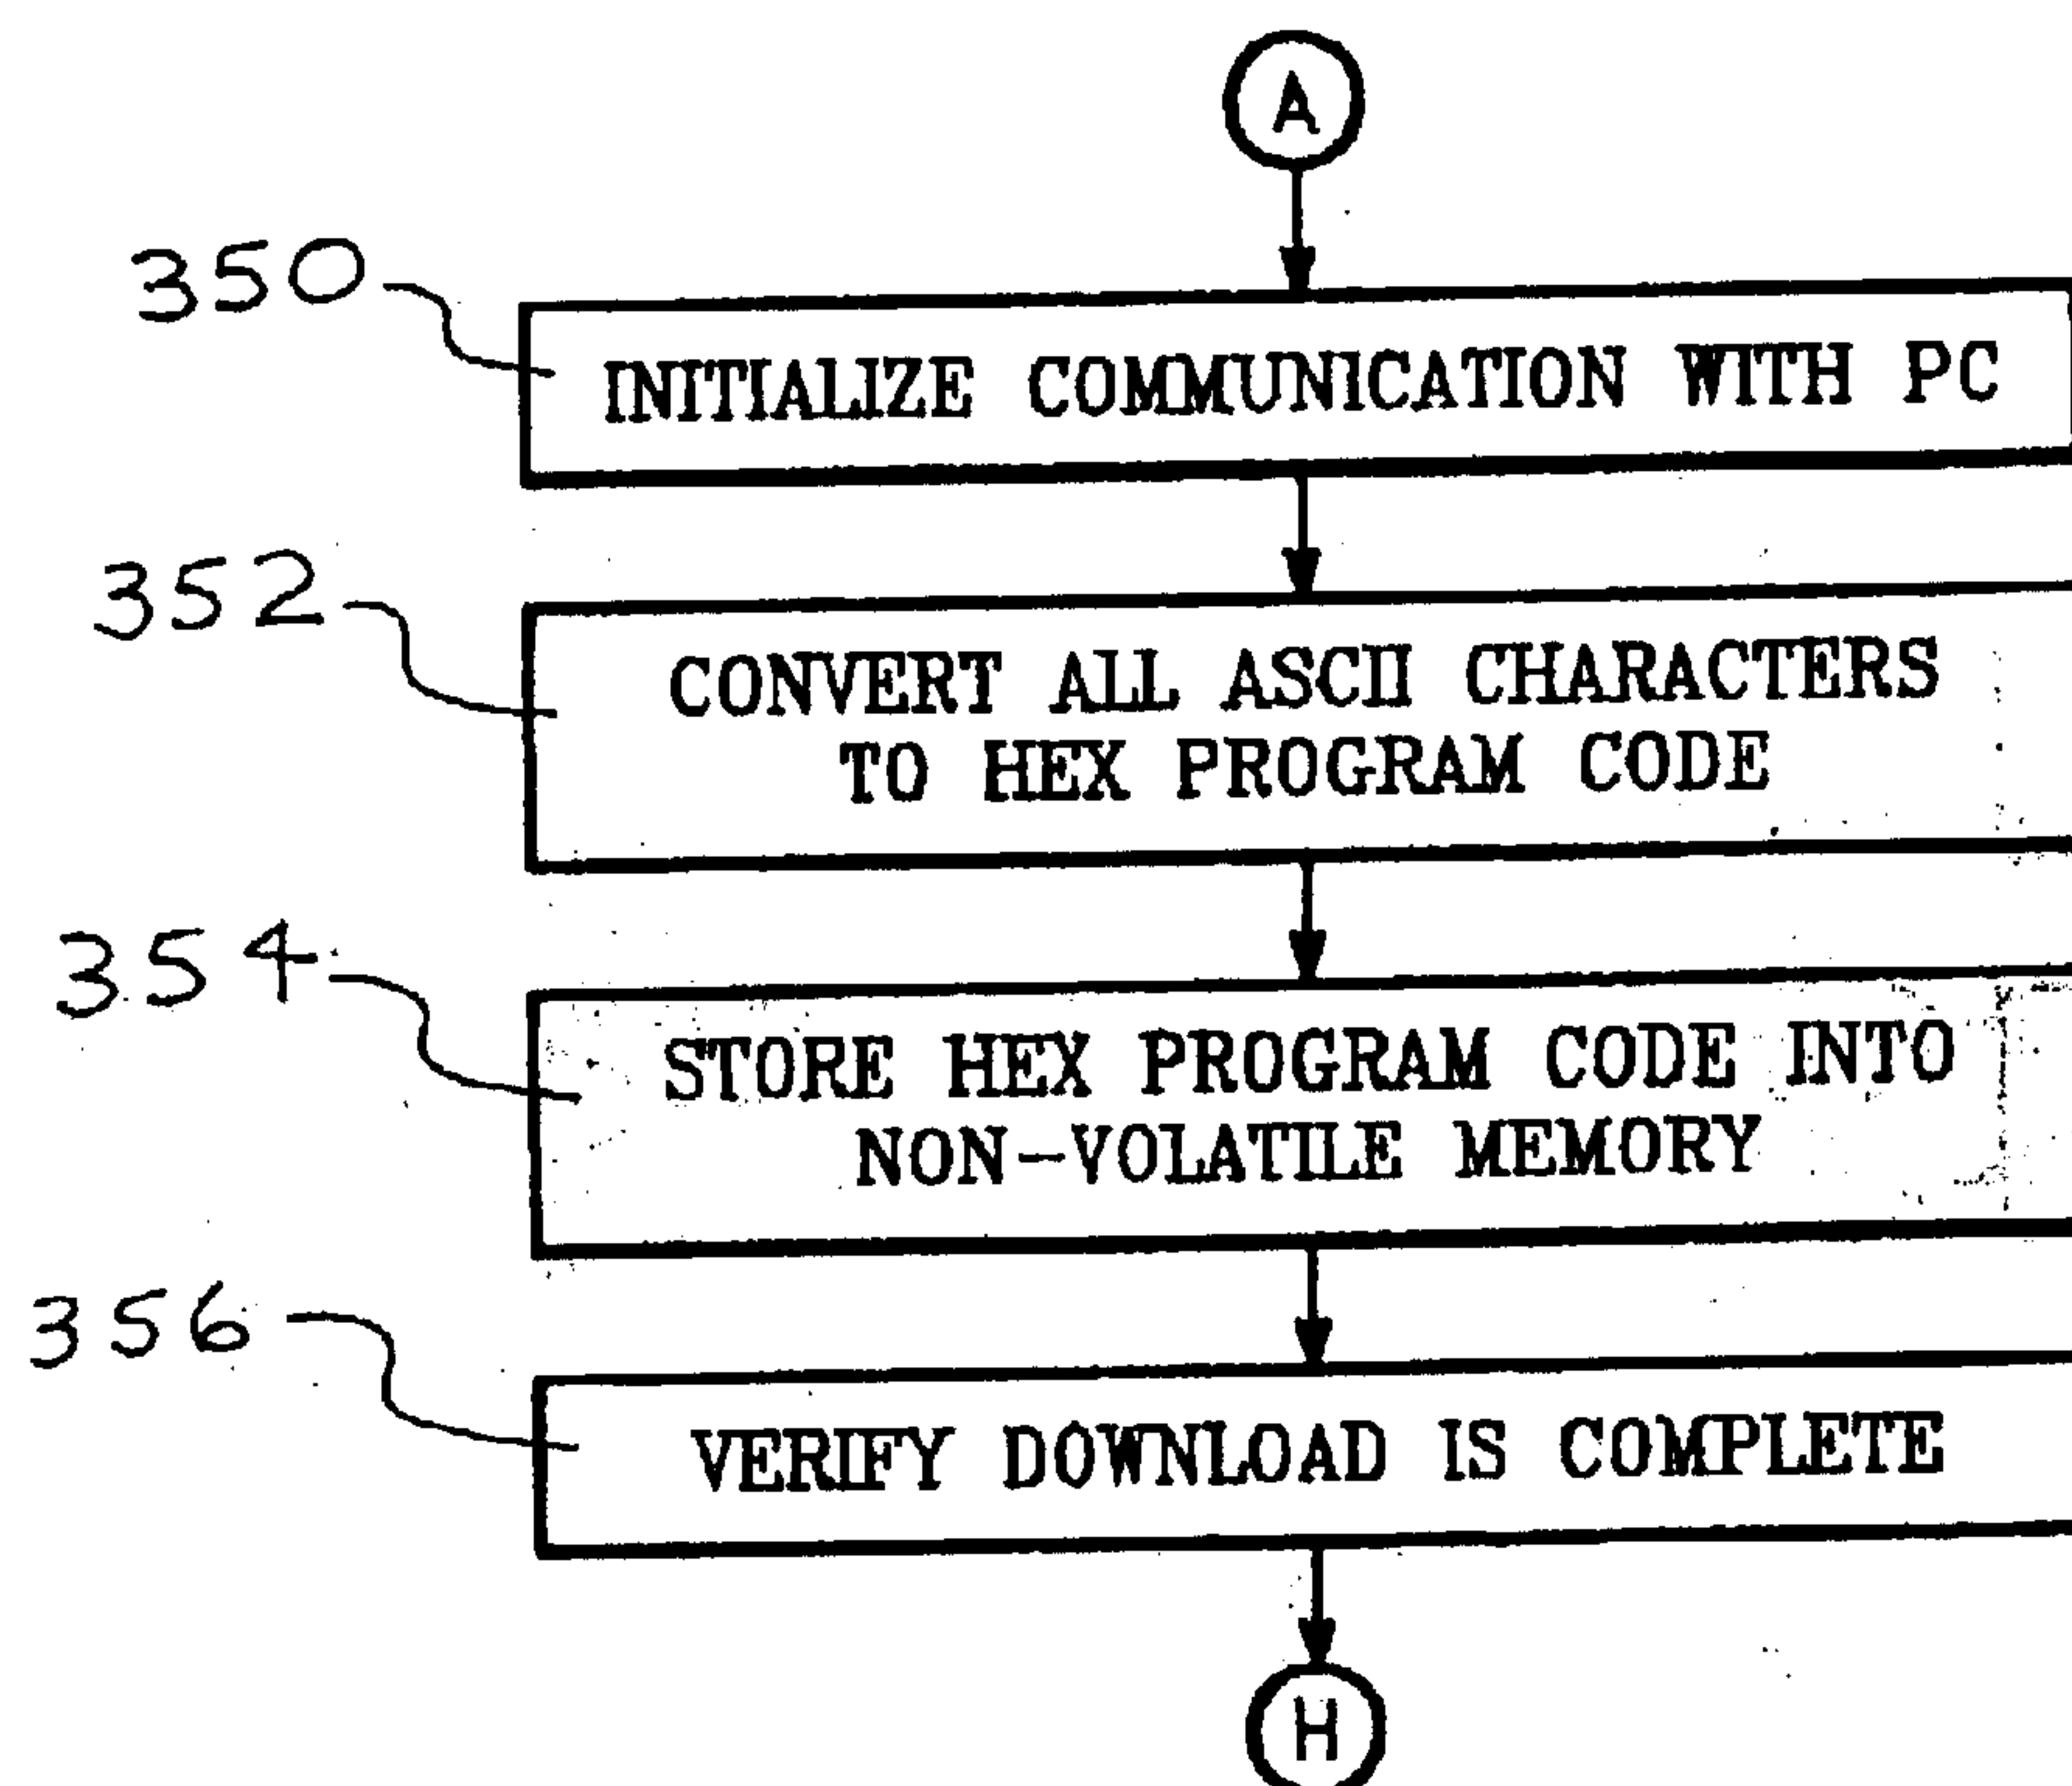 A
350
INITIALIZE COMMUNICATION WITH PC
352
CONVERT ALL ASCII CHARACTERS
TO HEX PROGRAM CODE
354
STORE HEX PROGRAM CODE INTO
NON-VOLATILE MEMORY
356
VERIFY DOWNLOAD IS COMPLETE
H